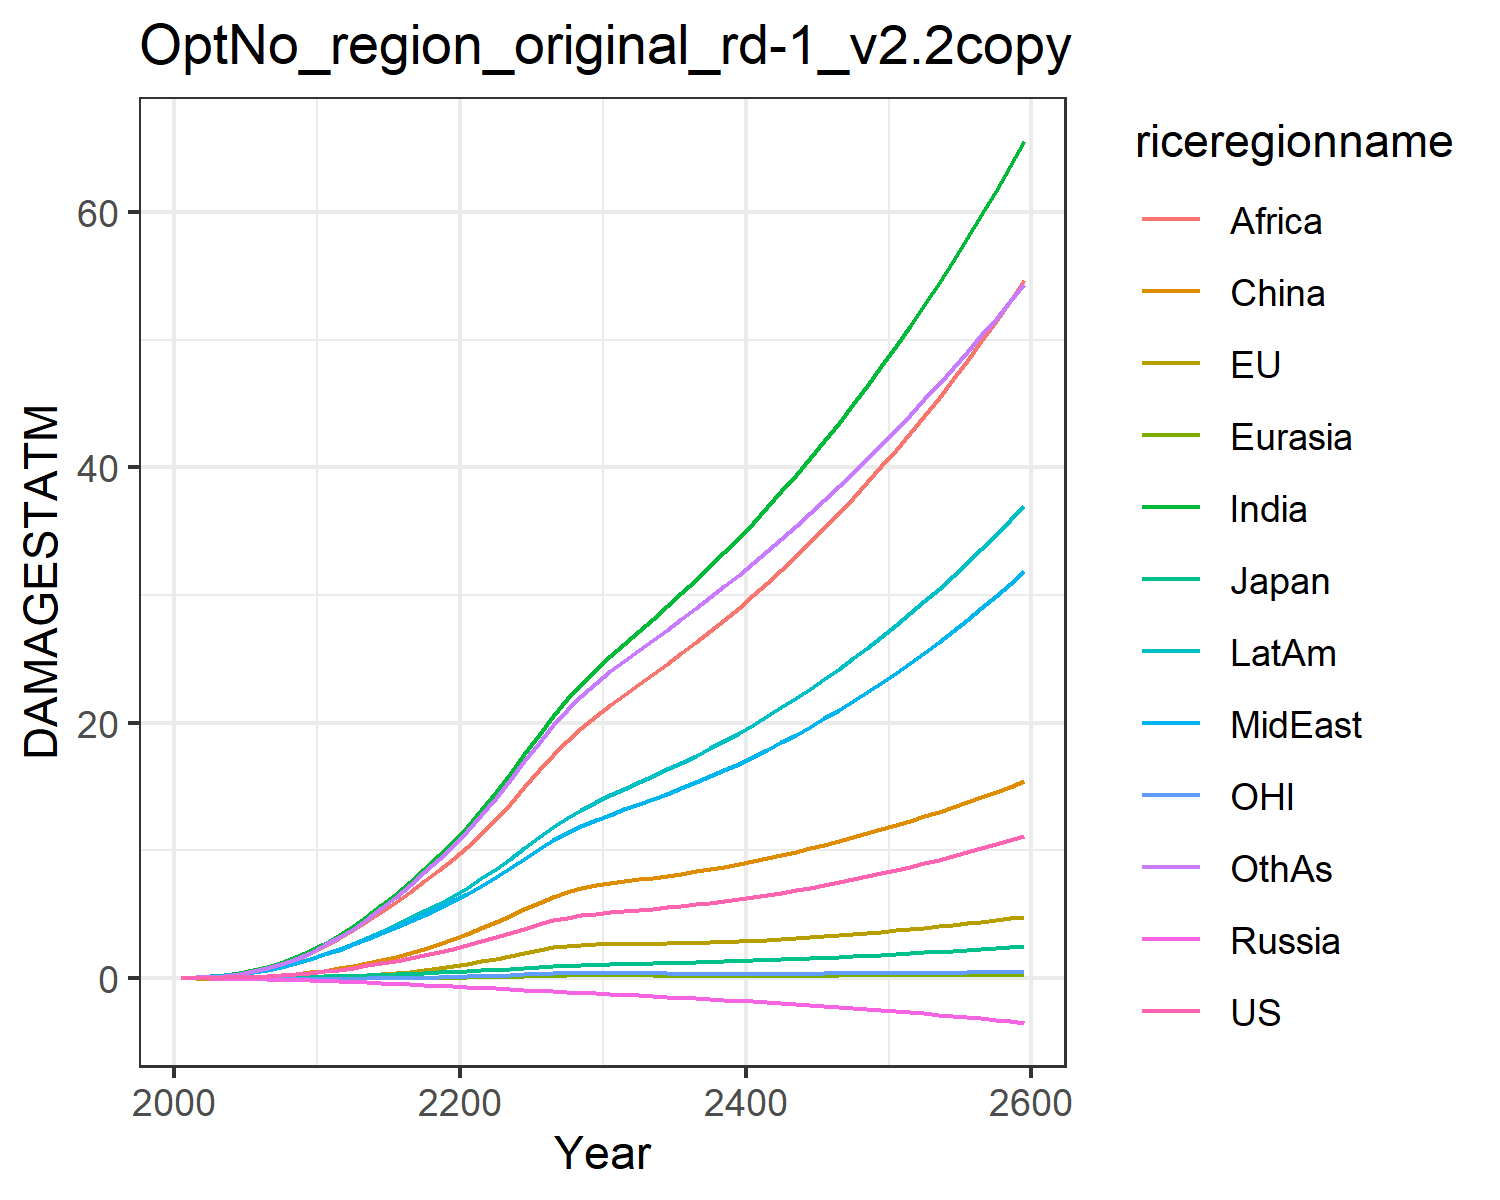 OptNo_region_original_rd-1_v2.2copy
DAMAGESTATM
60
40
20
0
2000
2200
2400
2600
Year
riceregionname
Africa
China
EU
Eurasia
India
Japan
LatAm
MidEast
OHI
OthAs
Russia
US